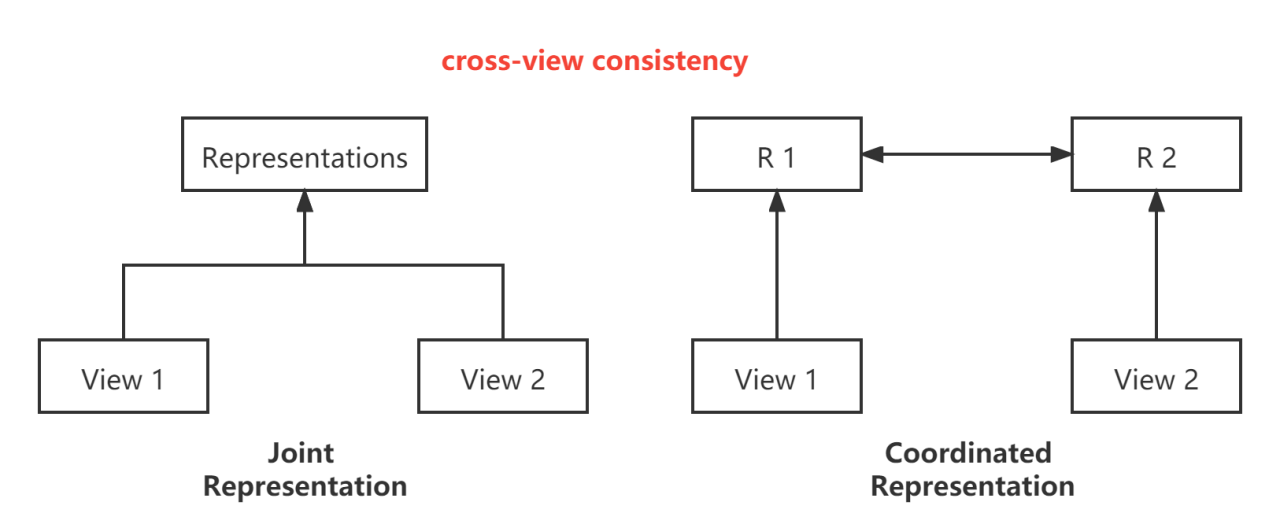 cross-view consistency
Representations
View 1
View 2
Joint
Representation
R 1
R 2
View 1
View 2
Coordinated
Representation